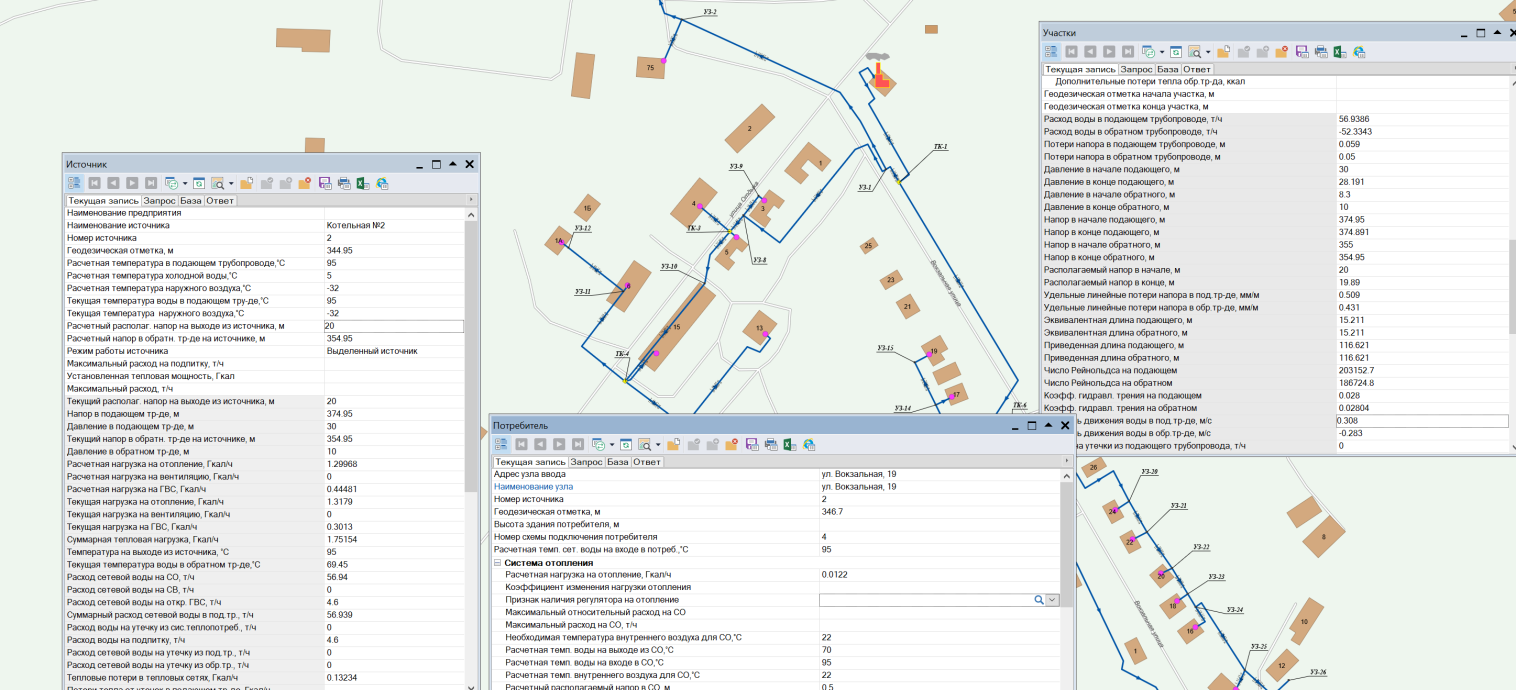 Источник
Текущая запись Запрос База Ответ
Наименование предприятия
Наименование источника Котельная №2
Номер источника 2
Геодезическая отметка, м 344.95
Расчетная температура в подающем трубопроводе,°C 95
Расчетная температура холодной воды,°C 5
Расчетная температура наружного воздуха,°C -32
Текущая температура воды в подающем тру-де,°C 95
Текущая температура наружного воздуха,°C -32
Расчетный располаг. напор на выходе из источника, м 20
Расчетный напор в обратн. тр-де на источнике, м 354.95
Режим работы источника Выделенный источник
Максимальный расход на подпитку, т/ч
Установленная тепловая мощность, Гкал
Максимальный расход, т/ч
Текущий располаг. напор на выходе из источника, м 20
Напор в подающем тр-де, м 374.95
Давление в подающем тр-де, м 30
Текущий напор в обратн. тр-де на источнике, м 354.95
Давление в обратном тр-де, м 10
Расчетная нагрузка на отопление, Гкал/ч 1.29968
Расчетная нагрузка на вентиляцию, Гкал/ч 0
Расчетная нагрузка на ГВС, Гкал/ч 0.44481
Текущая нагрузка на отопление, Гкал/ч 1.3179
Текущая нагрузка на вентиляцию, Гкал/ч 0
Текущая нагрузка на ГВС, Гкал/ч 0.3013
Суммарная тепловая нагрузка, Гкал/ч 1.75154
Температура на выходе из источника, °C 95
Текущая температура воды в обратном тр-де,°C 69.45
Расход сетевой воды на СО, т/ч 56.94
Расход сетевой воды на СВ, т/ч 0
Расход сетевой воды на откр. ГВС, т/ч 4.6
Суммарный расход сетевой воды в под.тр., т/ч 56.939
Расход воды на утечку из сис.теплопотреб., т/ч 0
Расход воды на подпитку, т/ч 4.6
Расход сетевой воды на утечку из под.тр., т/ч 0
Расход сетевой воды на утечку из обр.тр., т/ч 0
Тепловые потери в тепловых сетях, Гкал/ч 0.13234
Потребитель
Текущая запись Запрос База Ответ
Адрес узла ввода ул. Вокзальная, 19
Наименование узла ул. Вокзальная, 19
Номер источника 2
Геодезическая отметка, м 346.7
Высота здания потребителя, м
Номер схемы подключения потребителя 4
Расчетная темп. сет. воды на входе в потреб.,°C 95
Система отопления
Расчетная нагрузка на отопление, Гкал/ч 0.0122
Коэффициент изменения нагрузки отопления
Признак наличия регулятора на отопление
Максимальный относительный расход на СО
Максимальный расход на СО, т/ч
Необходимая температура внутреннего воздуха для СО,°C 22
Расчетная темп. воды на выходе из СО,°C 70
Расчетная темп. воды на входе в СО,°C 95
Расчетная темп. внутреннего воздуха для СО,°C 22
Расчетный располагаемый напор в СО, м 0.5
Участки
Текущая запись Запрос База Ответ
Дополнительные потери тепла обр.тр-да, ккал
Геодезическая отметка начала участка, м
Геодезическая отметка конца участка, м
Расход воды в подающем трубопроводе, т/ч 56.9386
Расход воды в обратном трубопроводе, т/ч -52.3343
Потери напора в подающем трубопроводе, м 0.059
Потери напора в обратном трубопроводе, м 0.05
Давление в начале подающего, м 30
Давление в конце подающего, м 28.191
Давление в начале обратного, м 8.3
Давление в конце обратного, м 10
Напор в начале подающего, м 374.95
Напор в конце подающего, м 374.891
Напор в начале обратного, м 355
Напор в конце обратного, м 354.95
Располагаемый напор в начале, м 20
Располагаемый напор в конце, м 19.89
Удельные линейные потери напора в под.тр-де, мм/м 0.509
Удельные линейные потери напора в обр.тр-де, мм/м 0.431
Эквивалентная длина подающего, м 15.211
Эквивалентная длина обратного, м 15.211
Приведенная длина подающего, м 116.621
Приведенная длина обратного, м 116.621
Число Рейнольдса на подающем 203152.7
Число Рейнольдса на обратном 186724.8
Коэфф. гидравл. трения на подающем 0.028
Коэфф. гидравл. трения на обратном 0.02804
ь движения воды в под.тр-де, м/с 0.308
ь движения воды в обр.тр-де, м/с -0.283
на утечки из подающего трубопровода, т/ч 0
УЗ-2
75
2
1
ТК-1
УЗ-1
УЗ-9
4
3
ТК-3
5
УЗ-8
1Б
УЗ-12
1А
УЗ-10
УЗ-11
15
13
ТК-4
25
23
21
Вокзальная улица
УЗ-15
19
17
УЗ-14
ТК-6
26
УЗ-20
24
УЗ-21
22
УЗ-22
20
УЗ-23
18
УЗ-24
16
8
10
Вокзальная улица
1
УЗ-25
12
УЗ-26